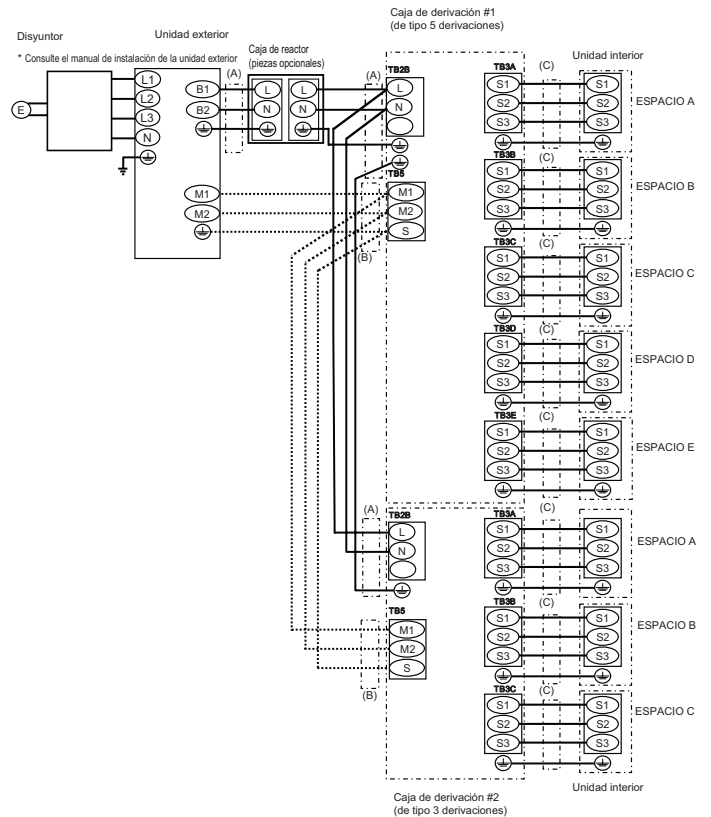 Caja de derivación #1
(de tipo 5 derivaciones)
Disyuntor
Unidad exterior
* Consulte el manual de instalación de la unidad exterior
Caja de reactor
(piezas opcionales)
Unidad interior
E
L1
L2
L3
N
B1
B2
(A)
L
N
L
N
(A)
TB2B
L
N
M1
M2
TB5
M1
M2
S
(B)
TB3A
(C)
S1
S1
S2
S2
S3
S3
ESPACIO A
TB3B
(C)
S1
S1
S2
S2
S3
S3
ESPACIO B
TB3C
(C)
S1
S1
S2
S2
S3
S3
ESPACIO C
TB3D
(C)
S1
S1
S2
S2
S3
S3
ESPACIO D
TB3E
(C)
S1
S1
S2
S2
S3
S3
ESPACIO E
(A)
TB2B
L
N
TB5
M1
M2
S
(B)
TB3A
(C)
S1
S1
S2
S2
S3
S3
ESPACIO A
TB3B
(C)
S1
S1
S2
S2
S3
S3
ESPACIO B
TB3C
(C)
S1
S1
S2
S2
S3
S3
ESPACIO C
Unidad interior
Caja de derivación #2
(de tipo 3 derivaciones)